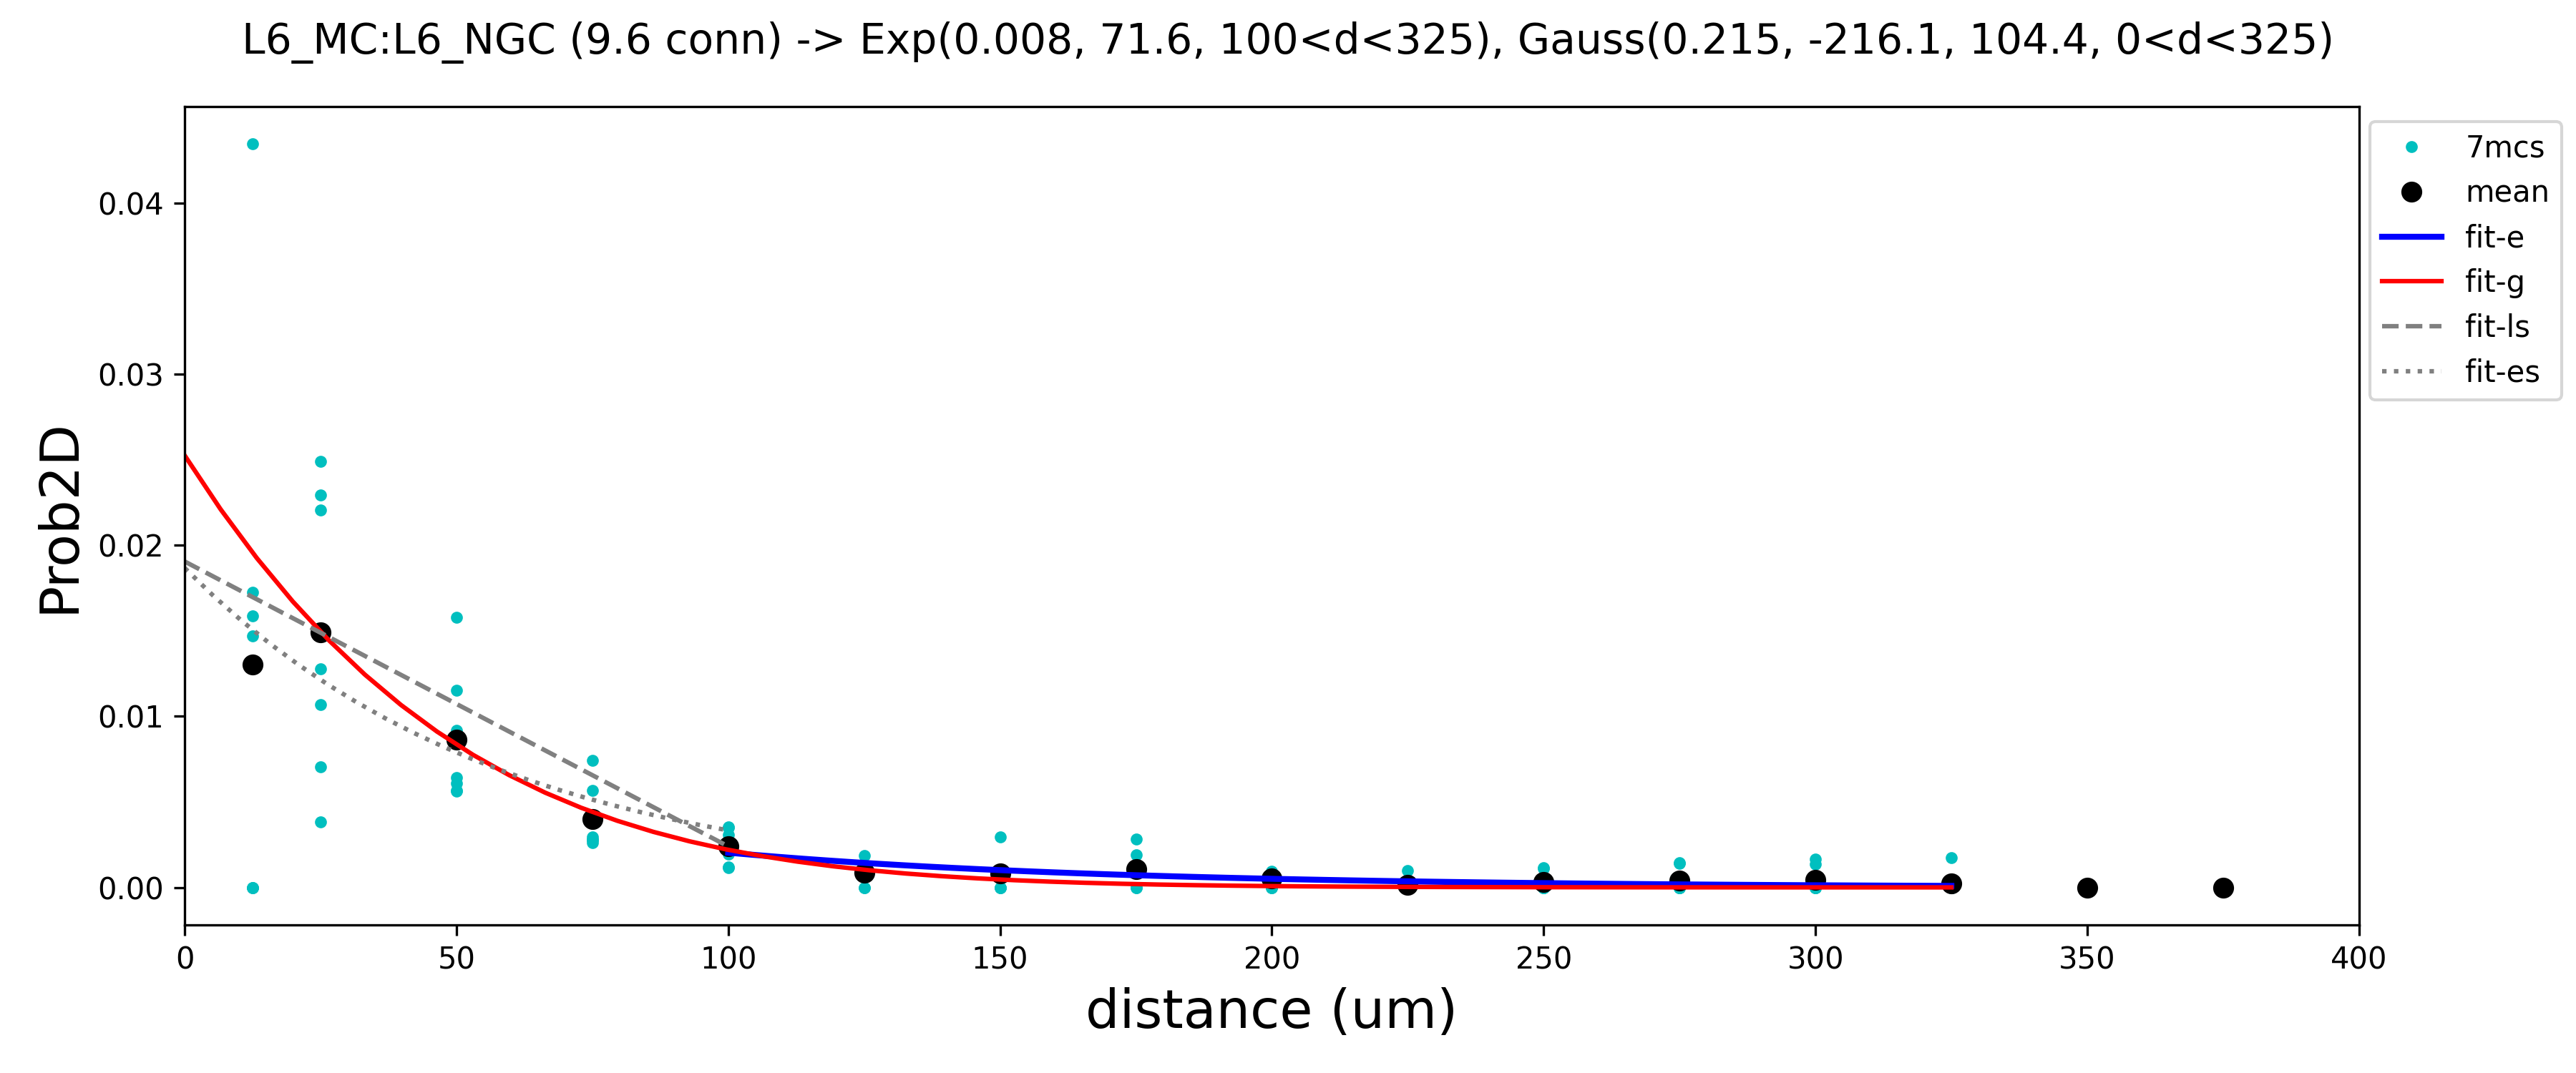 L6_MC:L6_NGC (9.6 conn) -> Exp(0.008, 71.6, 100<d<325), Gauss(0.215, -216.1, 104.4, 0<d<325)
7mcs
mean
fit-e
fit-g
fit-ls
fit-es
Prob2D
0.04
0.03
0.02
0.01
0.00
0 50 100 150 200 250 300 350 400
distance (um)